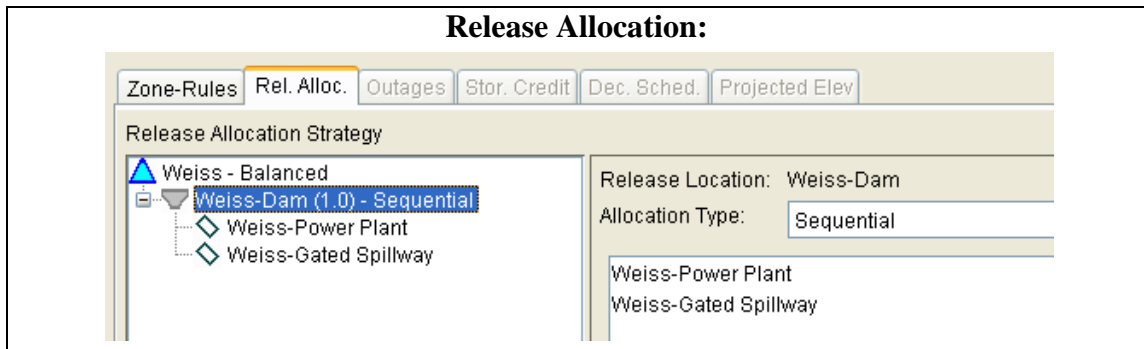 Release Allocation:
Zone-Rules Rel. Alloc. Outages Stor. Credit Dec. Sched. Projected Elev
Release Allocation Strategy
Weiss - Balanced
Weiss-Dam (1.0) - Sequential
Weiss-Power Plant
Weiss-Gated Spillway
Release Location: Weiss-Dam
Allocation Type: Sequential
Weiss-Power Plant
Weiss-Gated Spillway